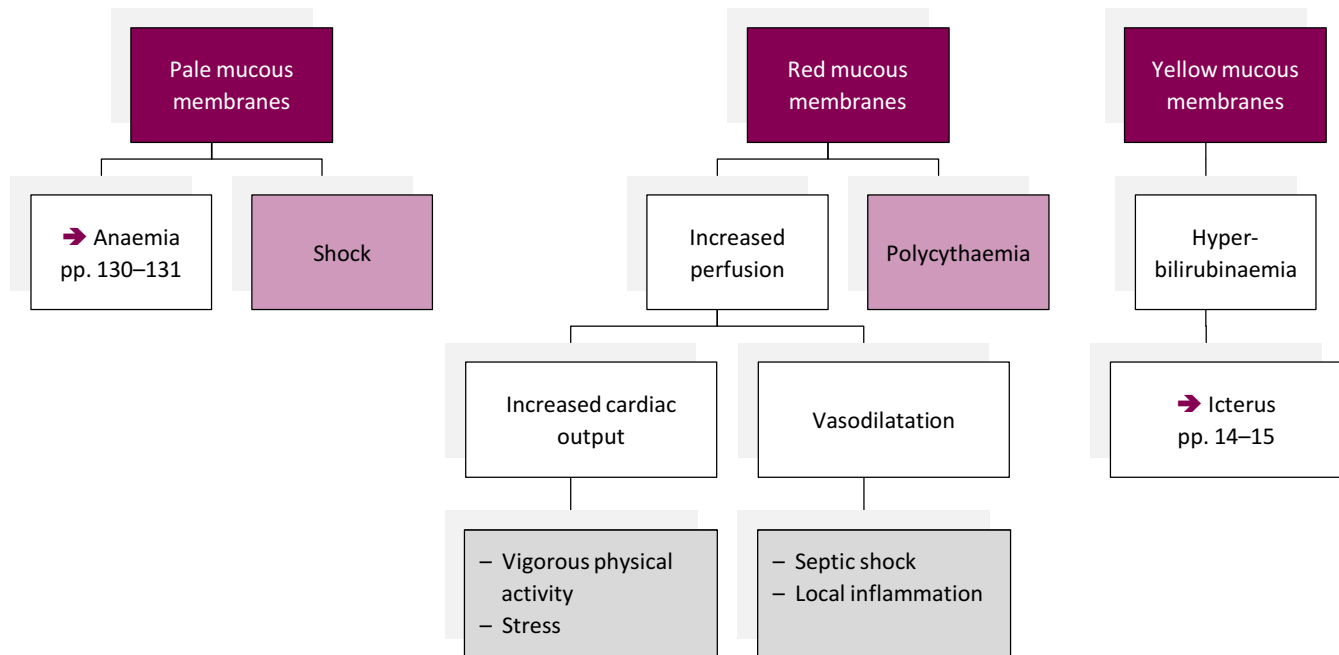 Pale mucous
membranes
Red mucous
membranes
Yellow mucous
membranes
➔ Anaemia
pp. 130–131
Shock
Increased
perfusion
Polycythaemia
Hyper-
bilirubinaemia
Increased cardiac
output
Vasodilatation
➔ Icterus
pp. 14–15
– Vigorous physical
activity
– Stress
– Septic shock
– Local inflammation